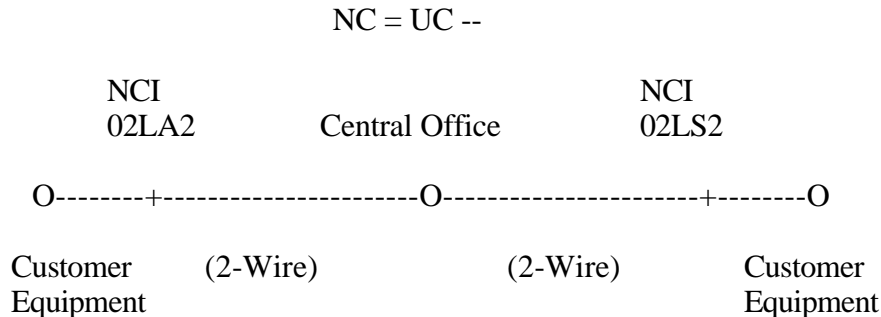 NC = UC --
NCI NCI
02LA2 Central Office 02LS2
O--------+-----------------------O-----------------------+--------O
Customer (2-Wire) (2-Wire) Customer
Equipment Equipment